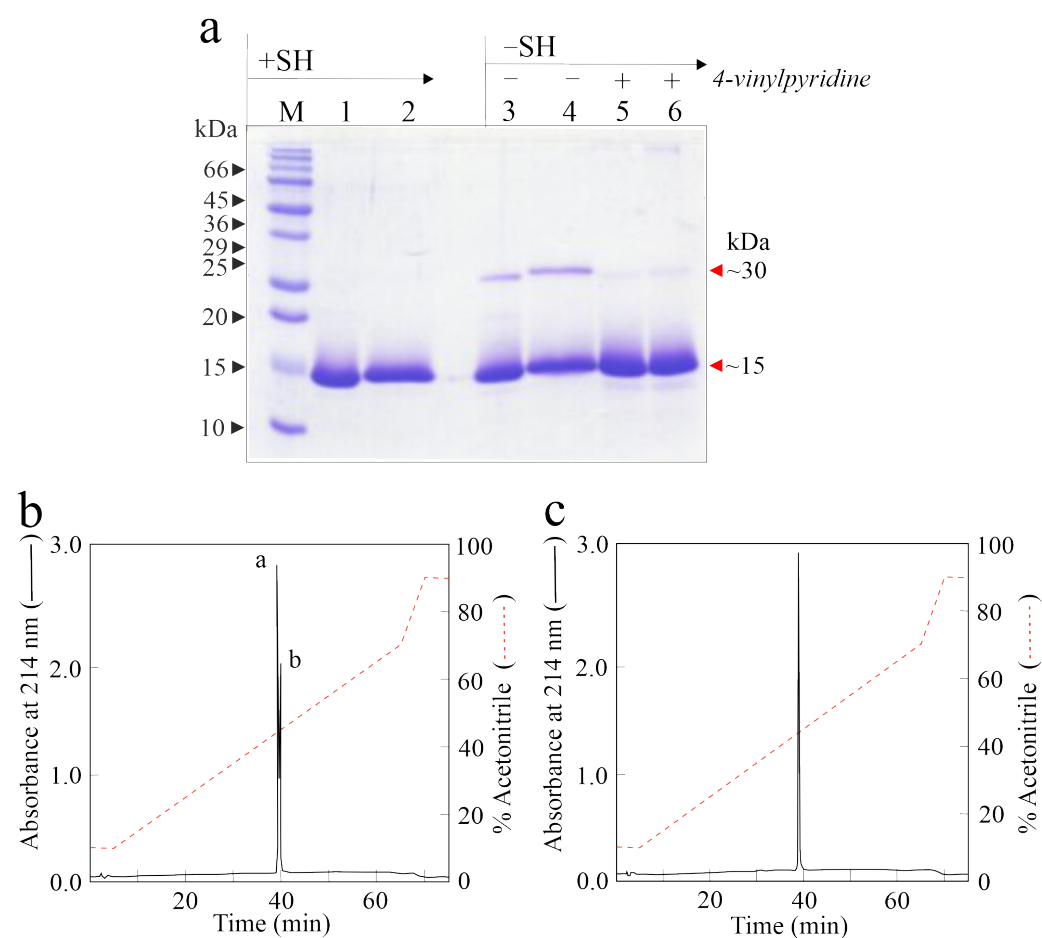 a
+SH
–SH
– – + + 4-vinylpyridine
M 1 2 3 4 5 6
kDa
66
45
36
29
25
20
15
10
kDa
~30
~15
b
Absorbance at 214 nm (—)
3.0
2.0
1.0
0.0
a
b
100
80
60
40
20
0
% Acetonitrile (-----)
20 40 60
Time (min)
c
Absorbance at 214 nm (—)
3.0
2.0
1.0
0.0
100
80
60
40
20
0
% Acetonitrile (-----)
20 40 60
Time (min)